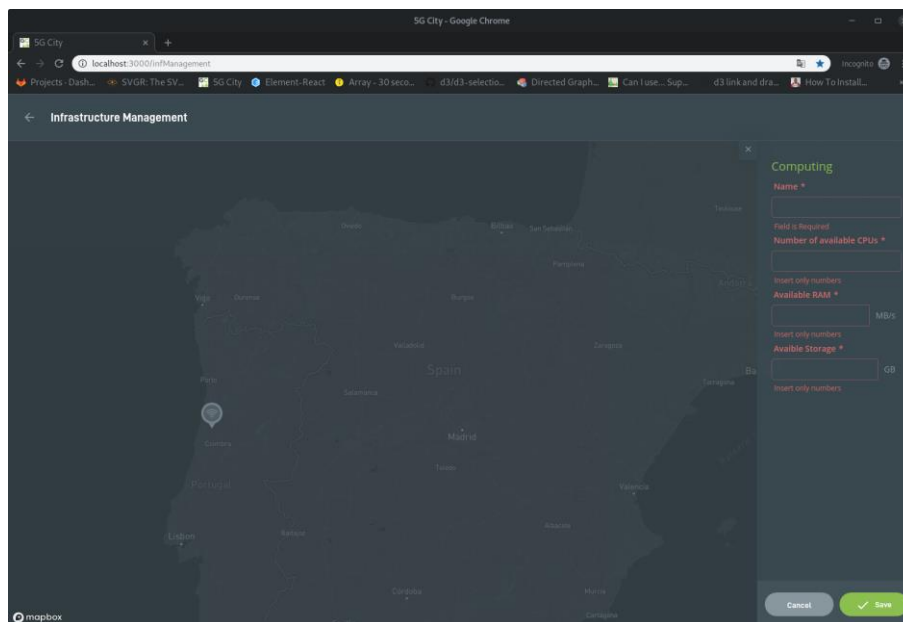 5G City - Google Chrome
5G City
localhost:3000/infManagement
Incognito
Projects - Dash...
SVGR: The SV...
5G City
Element-React
Array - 30 seco...
d3/d3-selectio...
Directed Graph...
Can I use... Sup...
d3 link and dra...
How To Install...
Infrastructure Management
Computing
Name *
Field is Required
Number of available CPUs *
Insert only numbers
Available RAM *
MB/s
Insert only numbers
Avaible Storage *
GB
Insert only numbers
Oviedo
Bilbao
San Sebastián
Toulouse
Pamplona
Vigo
Ourense
Burgos
Valladolid
Zaragoza
Spain
Ba
Porto
Salamanca
Tarragona
Coimbra
Madrid
Toledo
Portugal
Valencia
Lisbon
Badajoz
Albacete
Córdoba
Murcia
Cartagena
mapbox
Cancel
Save